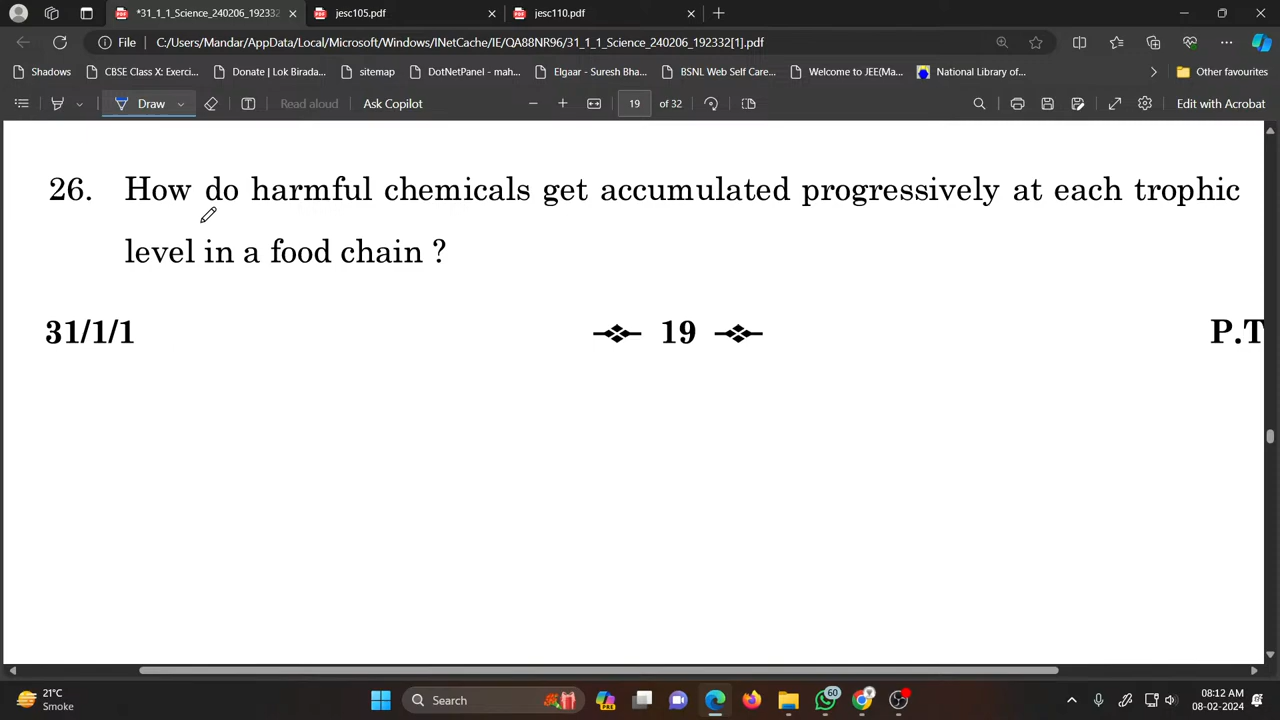 *31_1_1_Science_240206_192332
jesc105.pdf
jesc110.pdf
File
C:/Users/Mandar/AppData/Local/Microsoft/Windows/INetCache/IE/QA88NR96/31_1_1_Science_240206_192332[1].pdf
Shadows
CBSE Class X: Exerci...
Donate | Lok Birada...
sitemap
DotNetPanel - mah...
Elgaar - Suresh Bha...
BSNL Web Self Care...
Welcome to JEE(Ma...
National Library of...
Other favourites
Draw
Read aloud
Ask Copilot
19 of 32
Edit with Acrobat
26. How do harmful chemicals get accumulated progressively at each trophic
level in a food chain ?
31/1/1 19 P.T
21°C
Smoke
Search
PRE
60
08:12 AM
08-02-2024